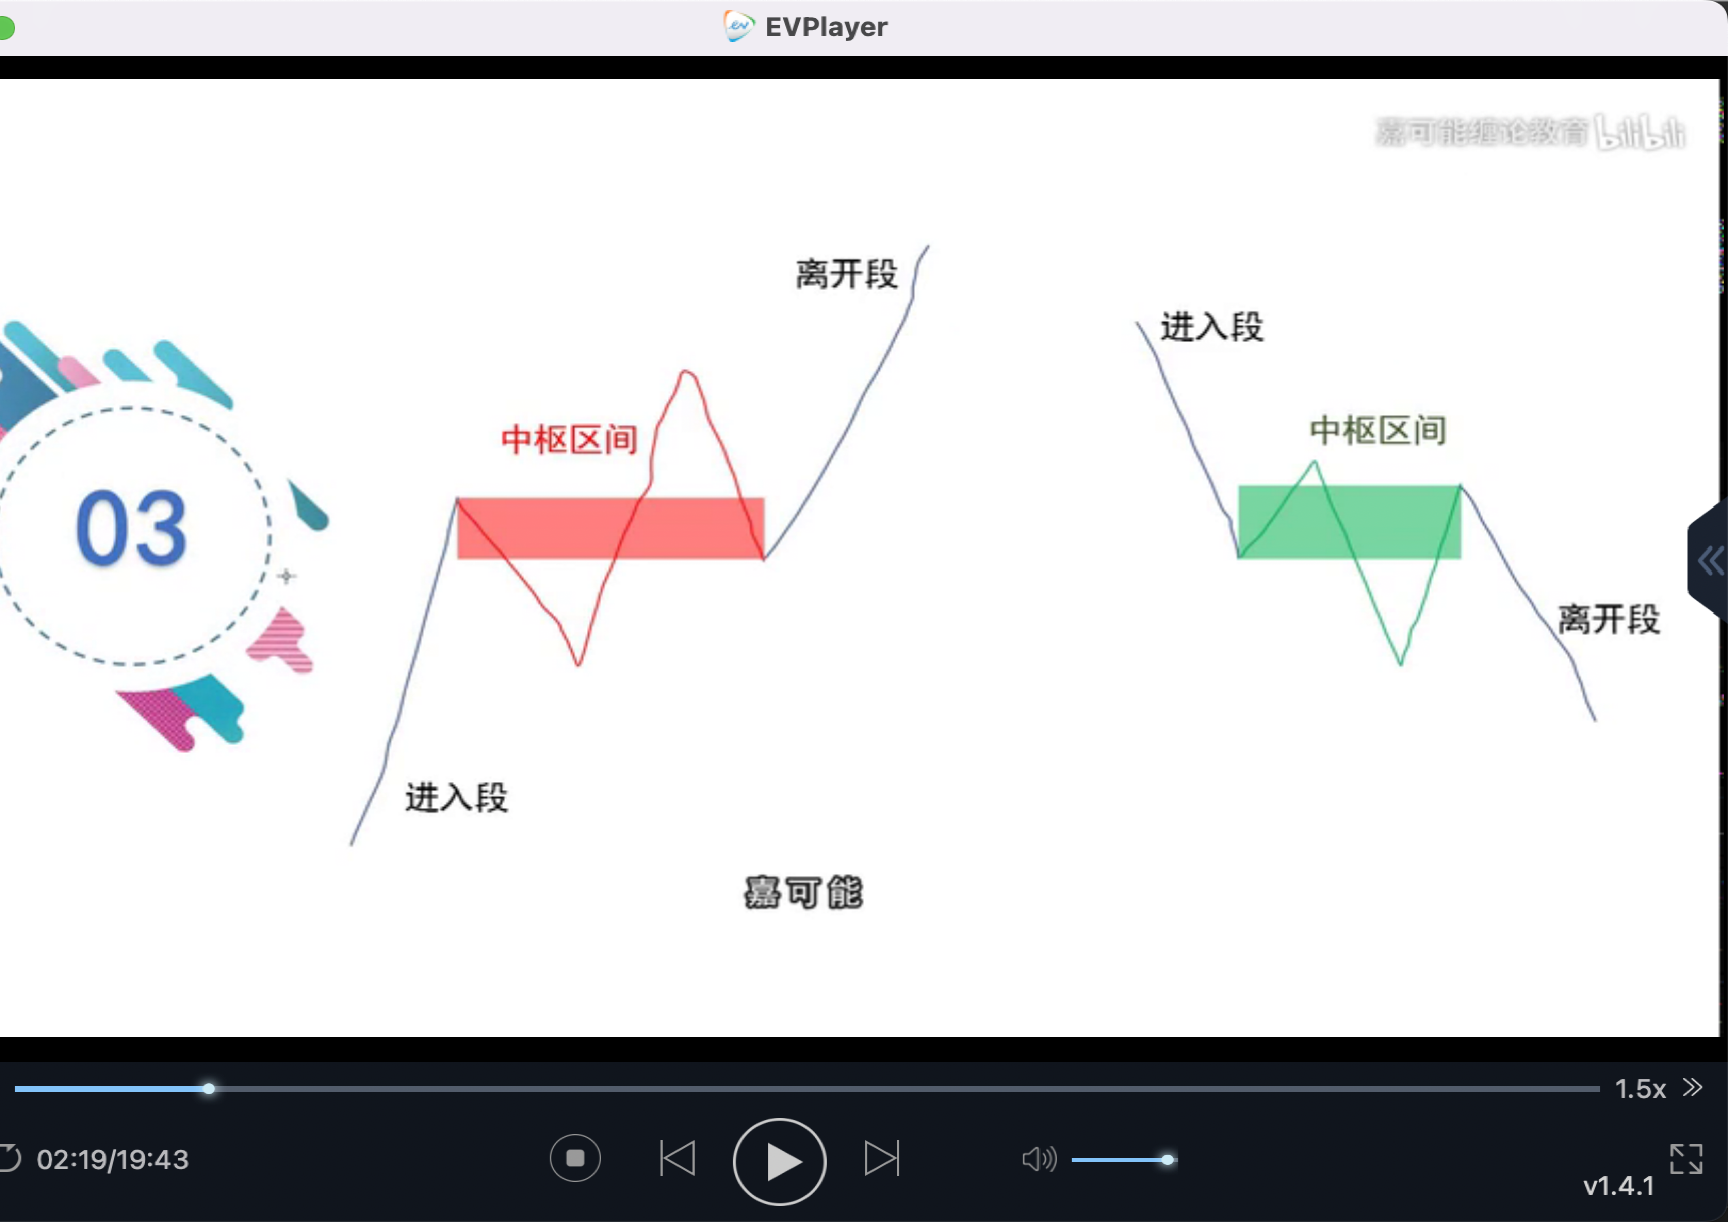 EVPlayer
嘉可能缠论教育 bilibili
离开段
进入段
中枢区间
中枢区间
03
离开段
进入段
嘉可能
1.5x
02:19/19:43
v1.4.1